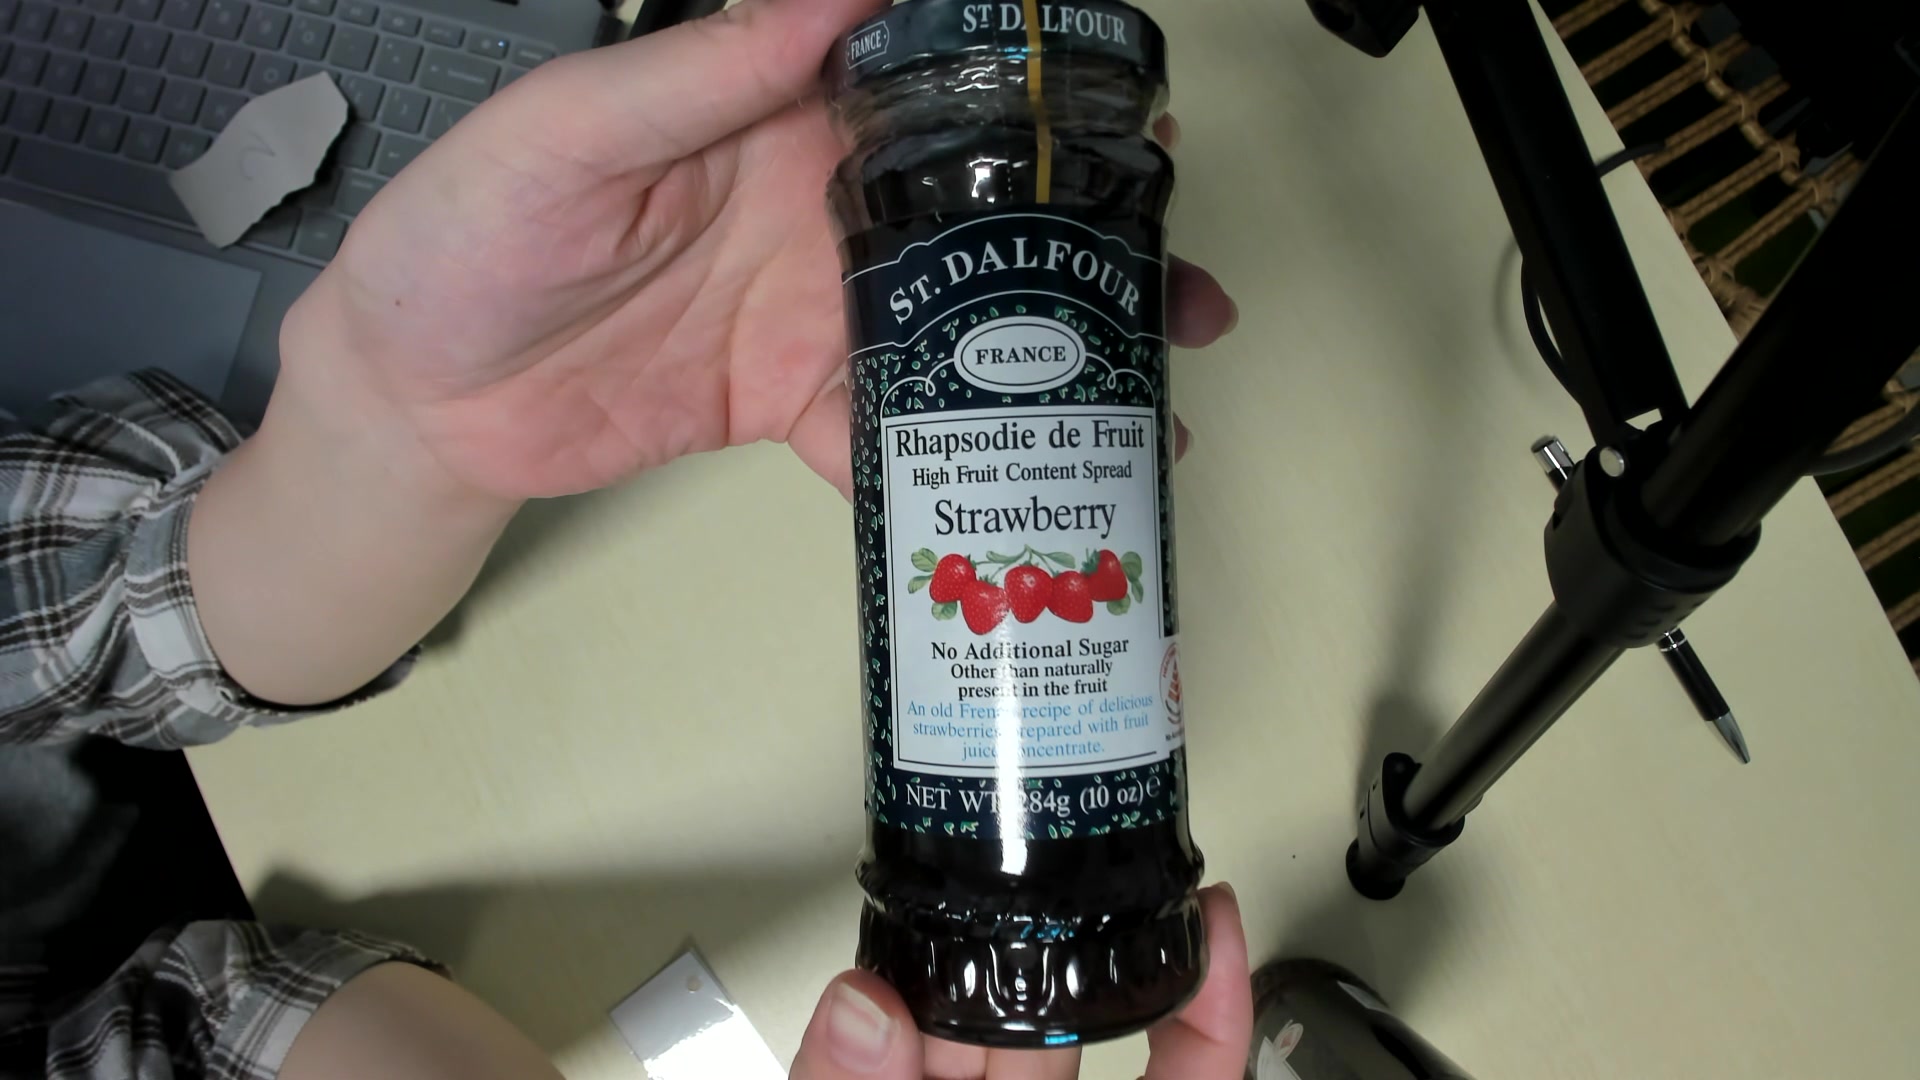 FRANCE
ST DALFOUR
ST. DALFOUR
FRANCE
Rhapsodie de Fruit
High Fruit Content Spread
Strawberry
No Additional Sugar
Other than naturally
present in the fruit
An old French recipe of delicious
strawberries prepared with fruit
juice concentrate.
NET WT 284g (10 oz) e